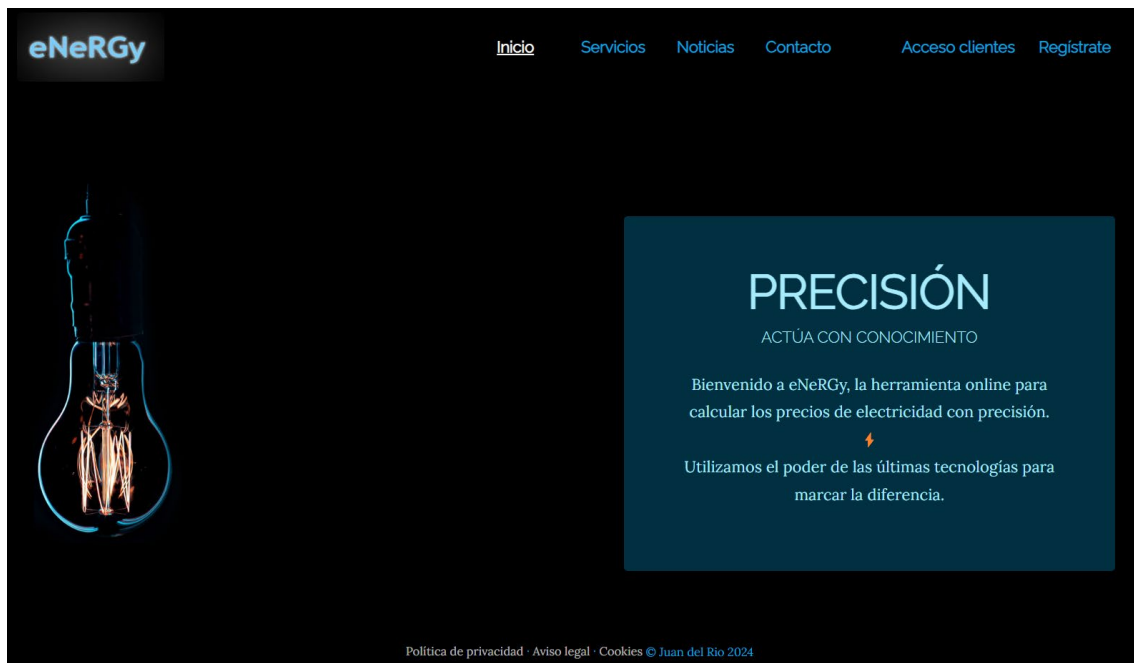 eNeRGy
Inicio Servicios Noticias Contacto Acceso clientes Regístrate
PRECISIÓN
ACTÚA CON CONOCIMIENTO
Bienvenido a eNeRGy, la herramienta online para
calcular los precios de electricidad con precisión.
Utilizamos el poder de las últimas tecnologías para
marcar la diferencia.
Política de privacidad · Aviso legal · Cookies © Juan del Rio 2024